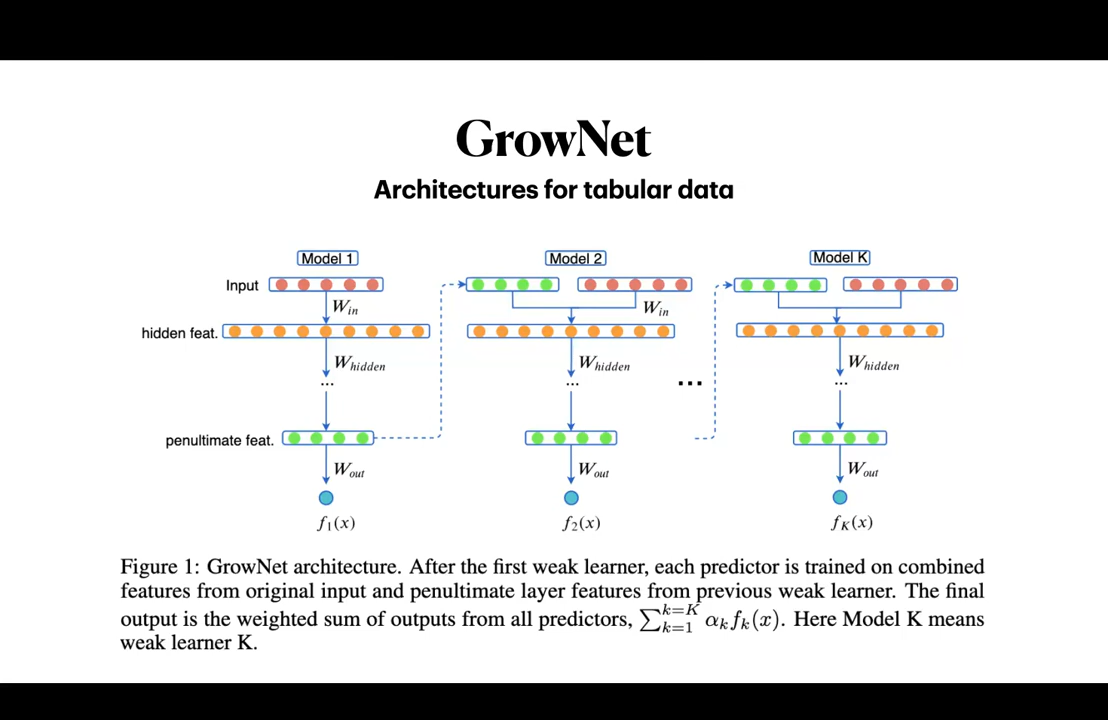 GrowNet
Architectures for tabular data
Model 1
Model 2
Model K
Input
W_in
W_in
hidden feat.
W_hidden
W_hidden
W_hidden
...
...
...
...
penultimate feat.
W_out
W_out
W_out
f_1(x)
f_2(x)
f_K(x)
Figure 1: GrowNet architecture. After the first weak learner, each predictor is trained on combined
features from original input and penultimate layer features from previous weak learner. The final
output is the weighted sum of outputs from all predictors, ∑_{k=1}^{k=K} α_k f_k(x). Here Model K means
weak learner K.